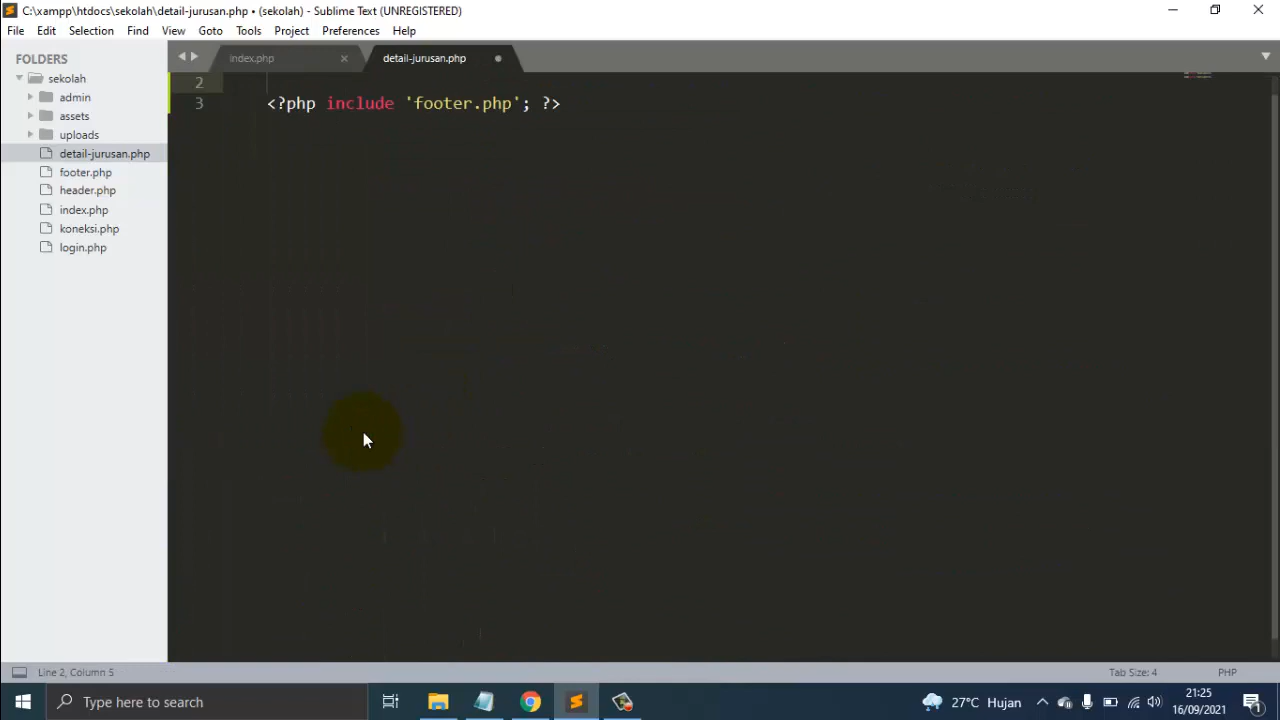 C:\xampp\htdocs\sekolah\detail-jurusan.php • (sekolah) - Sublime Text (UNREGISTERED)
File Edit Selection Find View Goto Tools Project Preferences Help
FOLDERS
sekolah
admin
assets
uploads
detail-jurusan.php
footer.php
header.php
index.php
koneksi.php
login.php
index.php
detail-jurusan.php
2
3 <?php include 'footer.php'; ?>
Line 2, Column 5
Tab Size: 4
PHP
Type here to search
27°C Hujan
21:25
16/09/2021
1